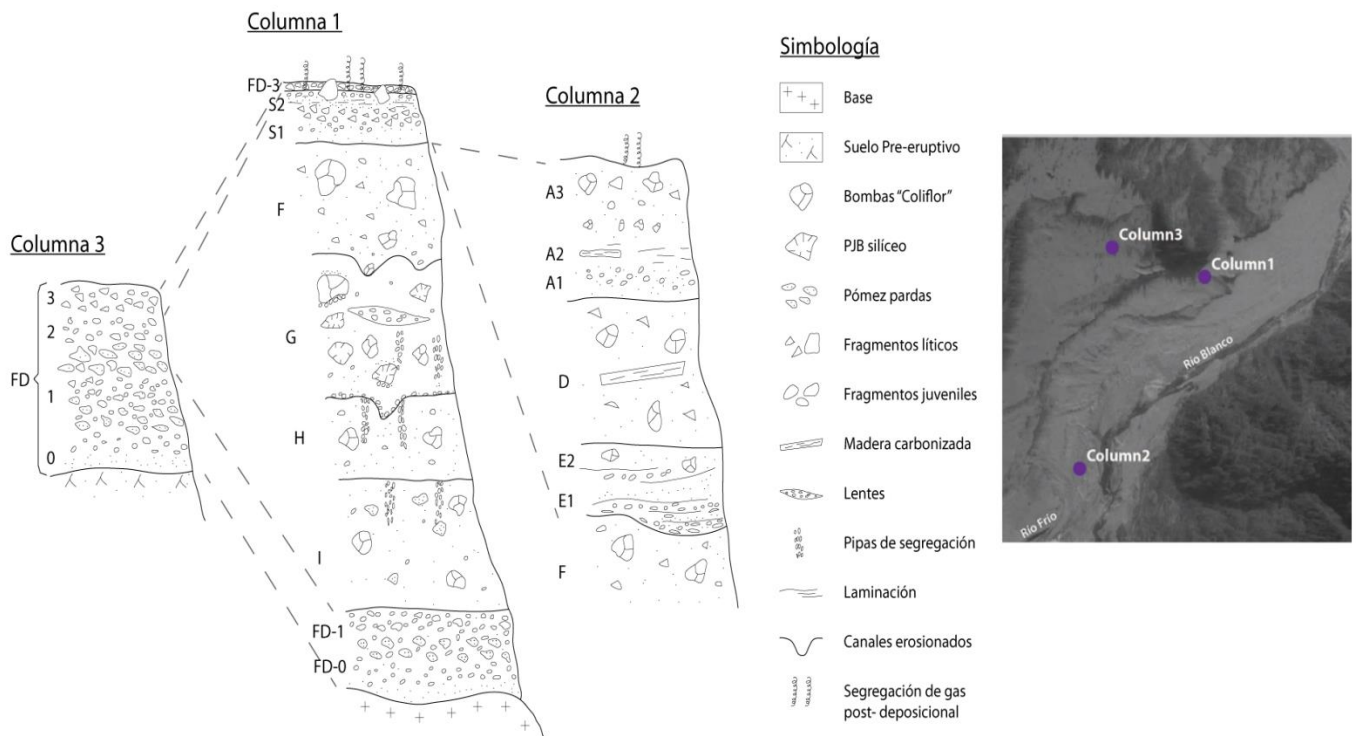 Columna 1
FD-3
S2
S1
F
G
H
I
FD-1
FD-0
Columna 2
A3
A2
A1
D
E2
E1
F
Columna 3
3
2
FD
1
0
Simbología
Base
Suelo Pre-eruptivo
Bombas “Coliflor”
PJB silíceo
Pómez pardas
Fragmentos líticos
Fragmentos juveniles
Madera carbonizada
Lentes
Pipas de segregación
Laminación
Canales erosionados
Segregación de gas
post- deposicional
Column3
Column1
Río Blanco
Column2
Río Frío